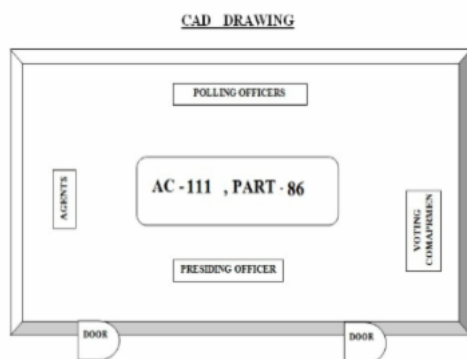 CAD DRAWING
POLLING OFFICERS
AGENTS
AC -111 , PART - 86
VOTING
COMAPRMEN
PRESIDING OFFICER
DOOR
DOOR